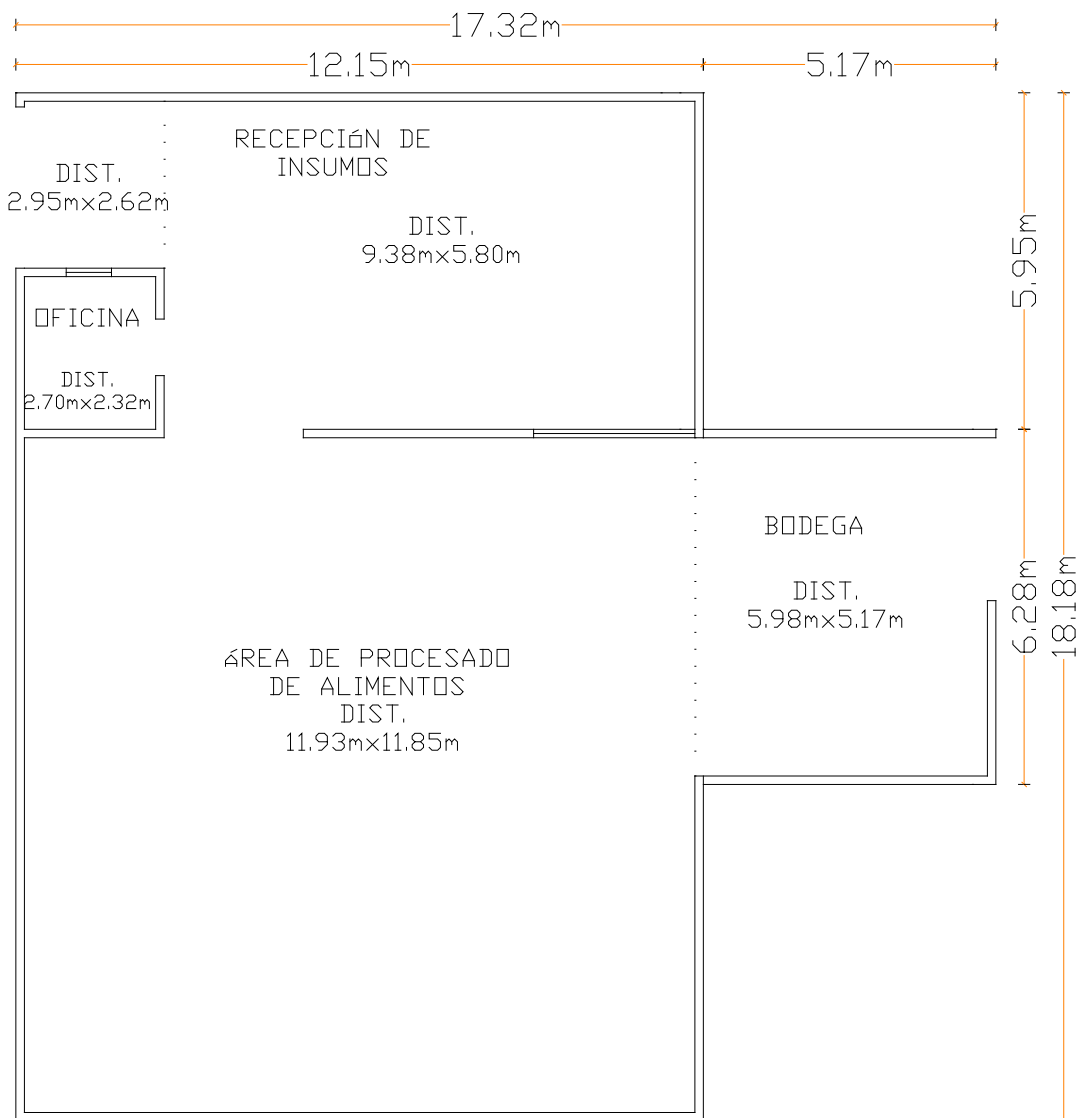 17.32m
12.15m
5.17m
RECEPCIóN DE
INSUMOS
DIST.
2.95mx2.62m
DIST.
9.38mx5.80m
5.95m
OFICINA
DIST.
2.70mx2.32m
BODEGA
DIST.
5.98mx5.17m
6.28m
18.18m
áREA DE PROCESADO
DE ALIMENTOS
DIST.
11.93mx11.85m